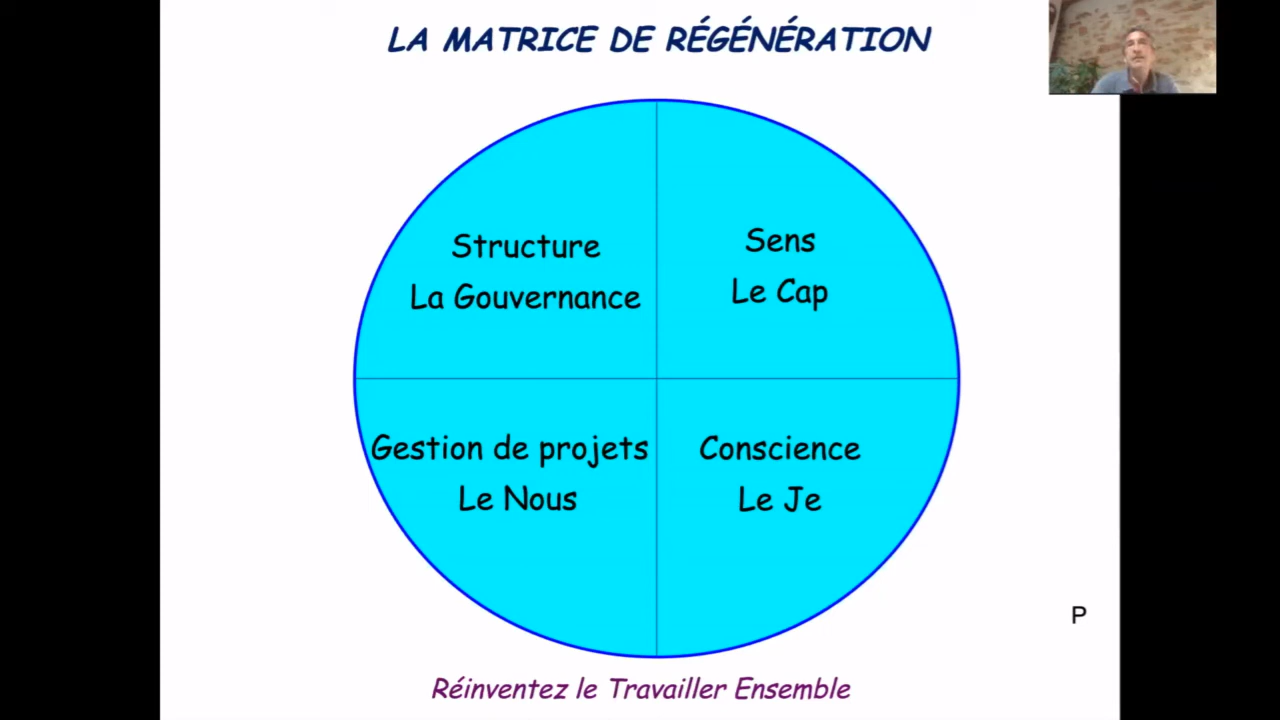 LA MATRICE DE RÉGÉNÉRATION
Structure
La Gouvernance
Sens
Le Cap
Gestion de projets
Le Nous
Conscience
Le Je
P
Réinventez le Travailler Ensemble